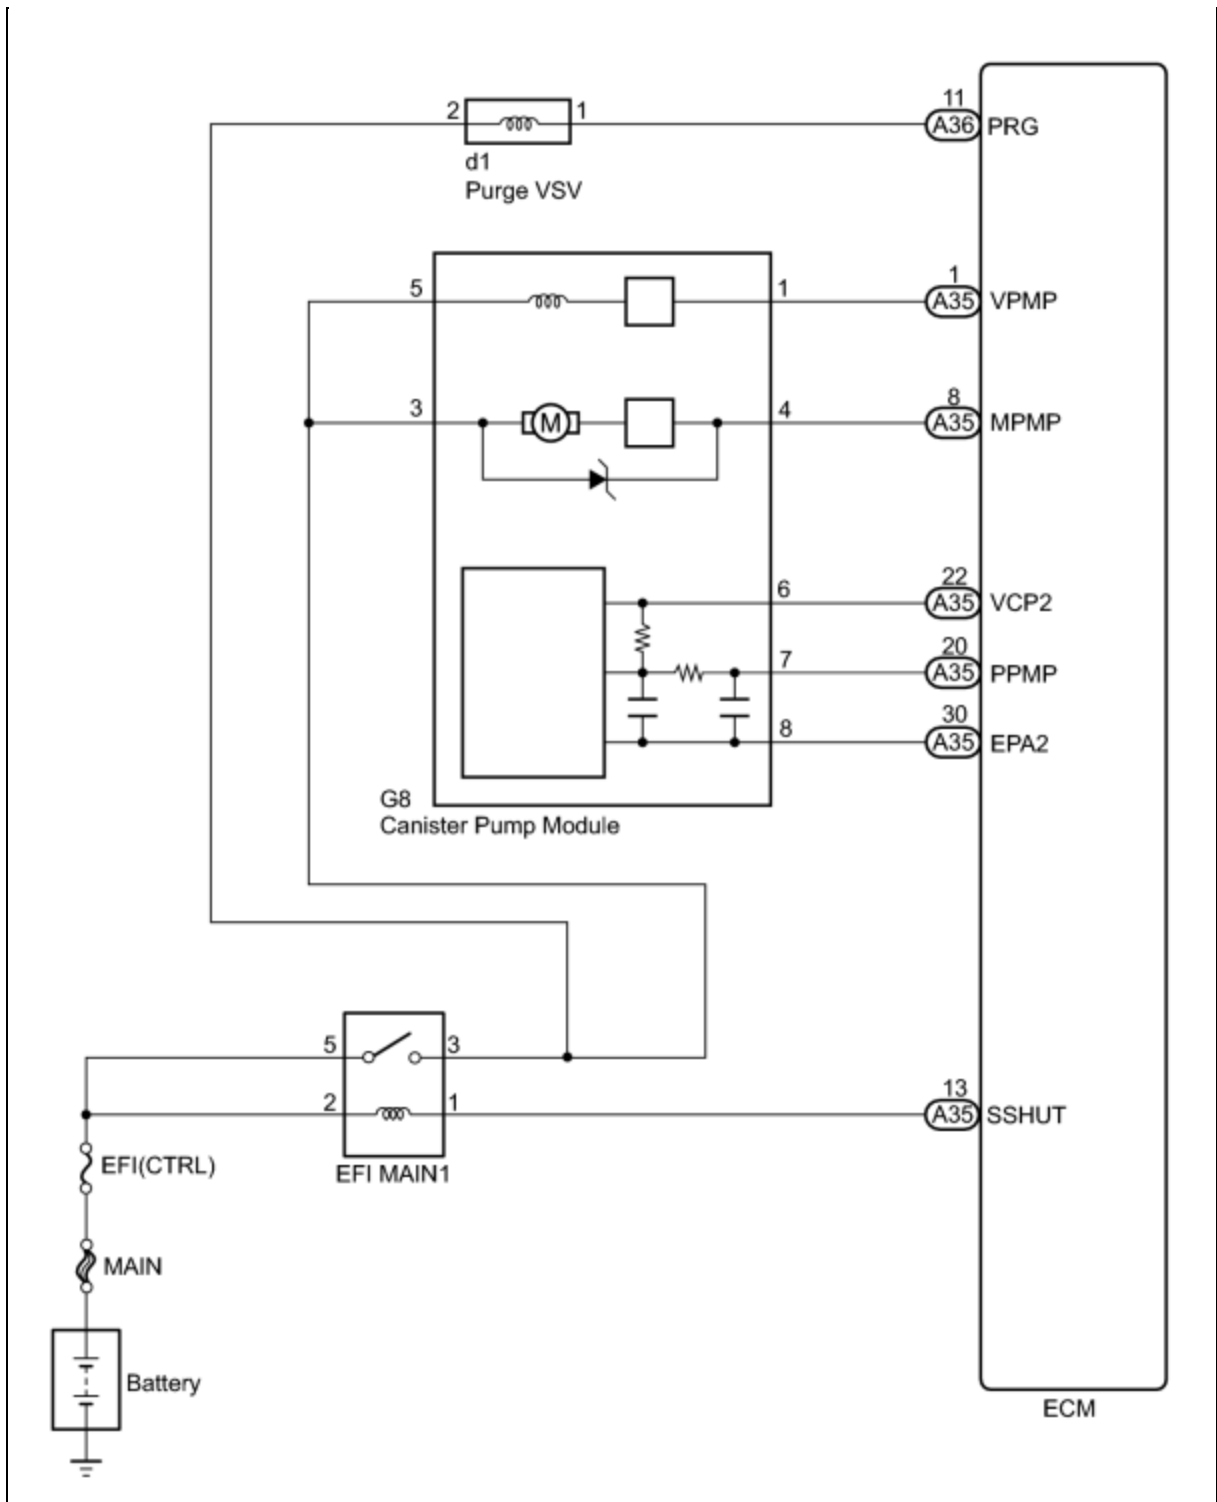 11
2 1 A36 PRG
d1
Purge VSV
1
5 1 A35 VPMP
8
3 M 4 A35 MPMP
22
6 A35 VCP2
20
7 A35 PPMP
30
8 A35 EPA2
G8
Canister Pump Module
5 3
13
2 1 A35 SSHUT
EFI(CTRL)
EFI MAIN1
MAIN
Battery
ECM